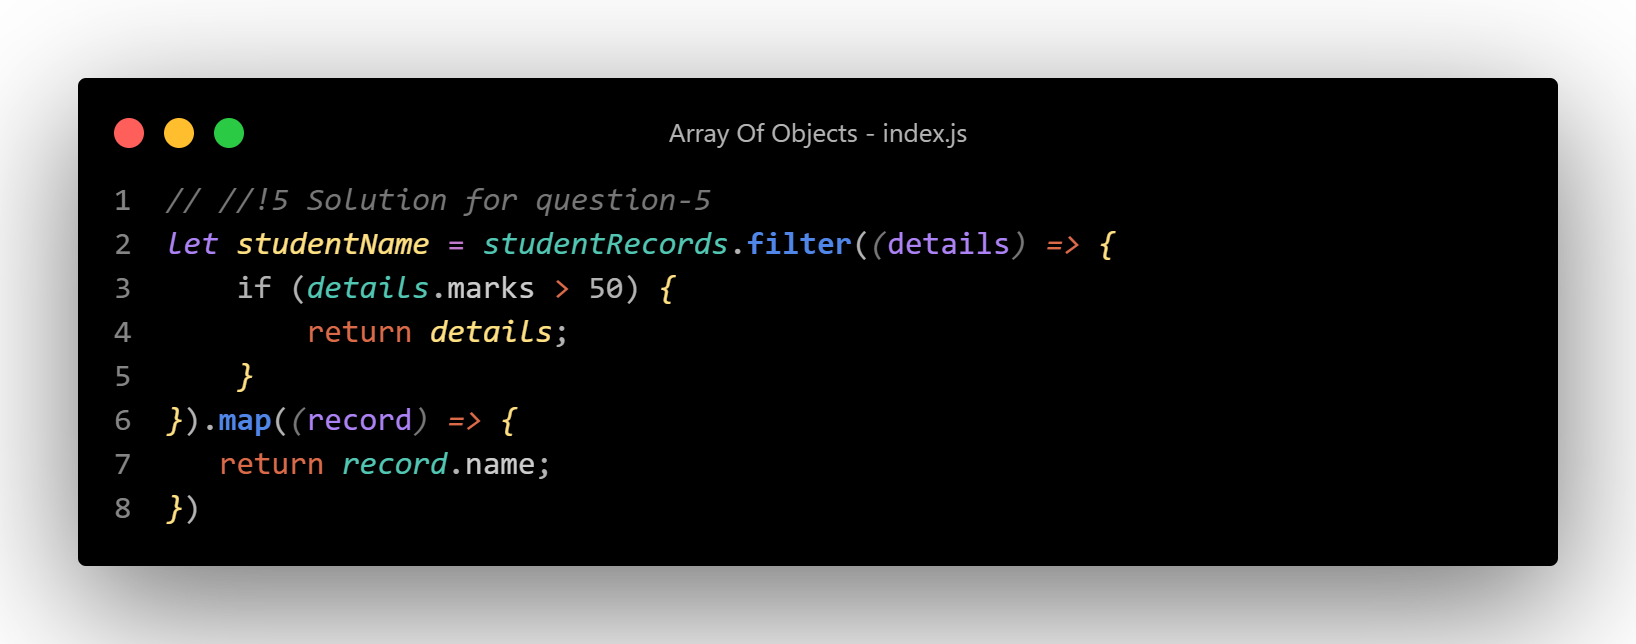 Array Of Objects - index.js
1 // //!5 Solution for question-5
2 let studentName = studentRecords.filter((details) => {
3     if (details.marks > 50) {
4         return details;
5     }
6 }).map((record) => {
7    return record.name;
8 })